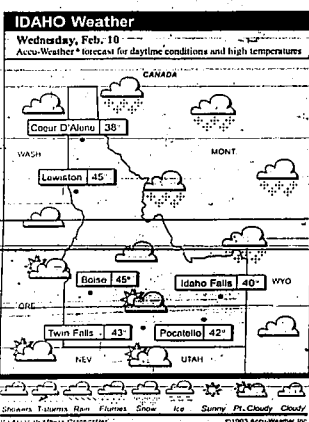 IDAHO Weather
Wednesday, Feb. 10
Accu-Weather® forecast for daytime conditions and high temperatures
CANADA
Coeur D'Alene 38°
WASH
MONT.
Lewiston 45°
Boise 45°
Idaho Falls 40°
WYO
ORE
Twin Falls 43°
Pocatello 42°
NEV
UTAH
Showers T-storms Rain Flurries Snow Ice Sunny Pt. Cloudy Cloudy
©1993 Accu-Weather, Inc.